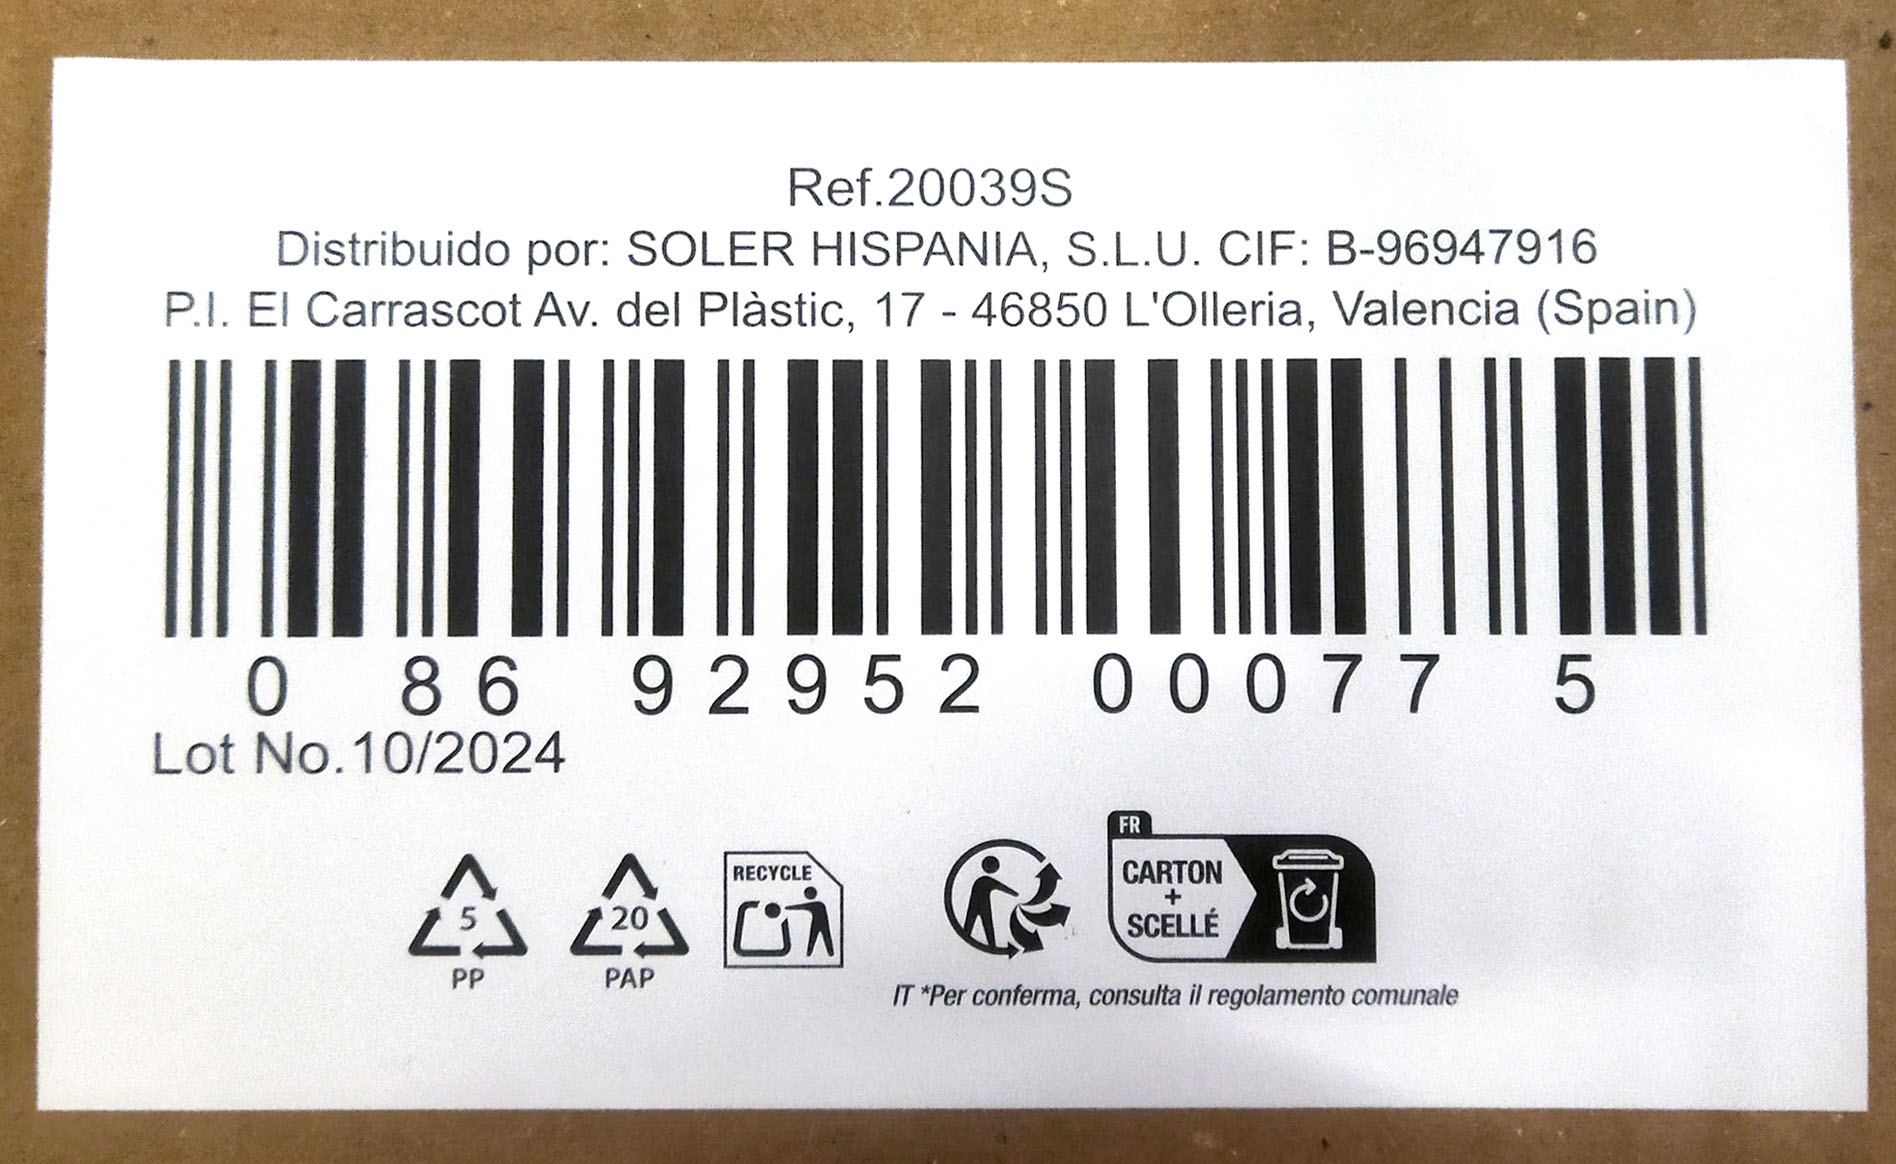 Ref.20039S
Distribuido por: SOLER HISPANIA, S.L.U. CIF: B-96947916
P.I. El Carrascot Av. del Plàstic, 17 - 46850 L'Olleria, Valencia (Spain)
0 86 92952 00077 5
Lot No.10/2024
5
PP
20
PAP
RECYCLE
FR
CARTON
+
SCELLÉ
IT *Per conferma, consulta il regolamento comunale